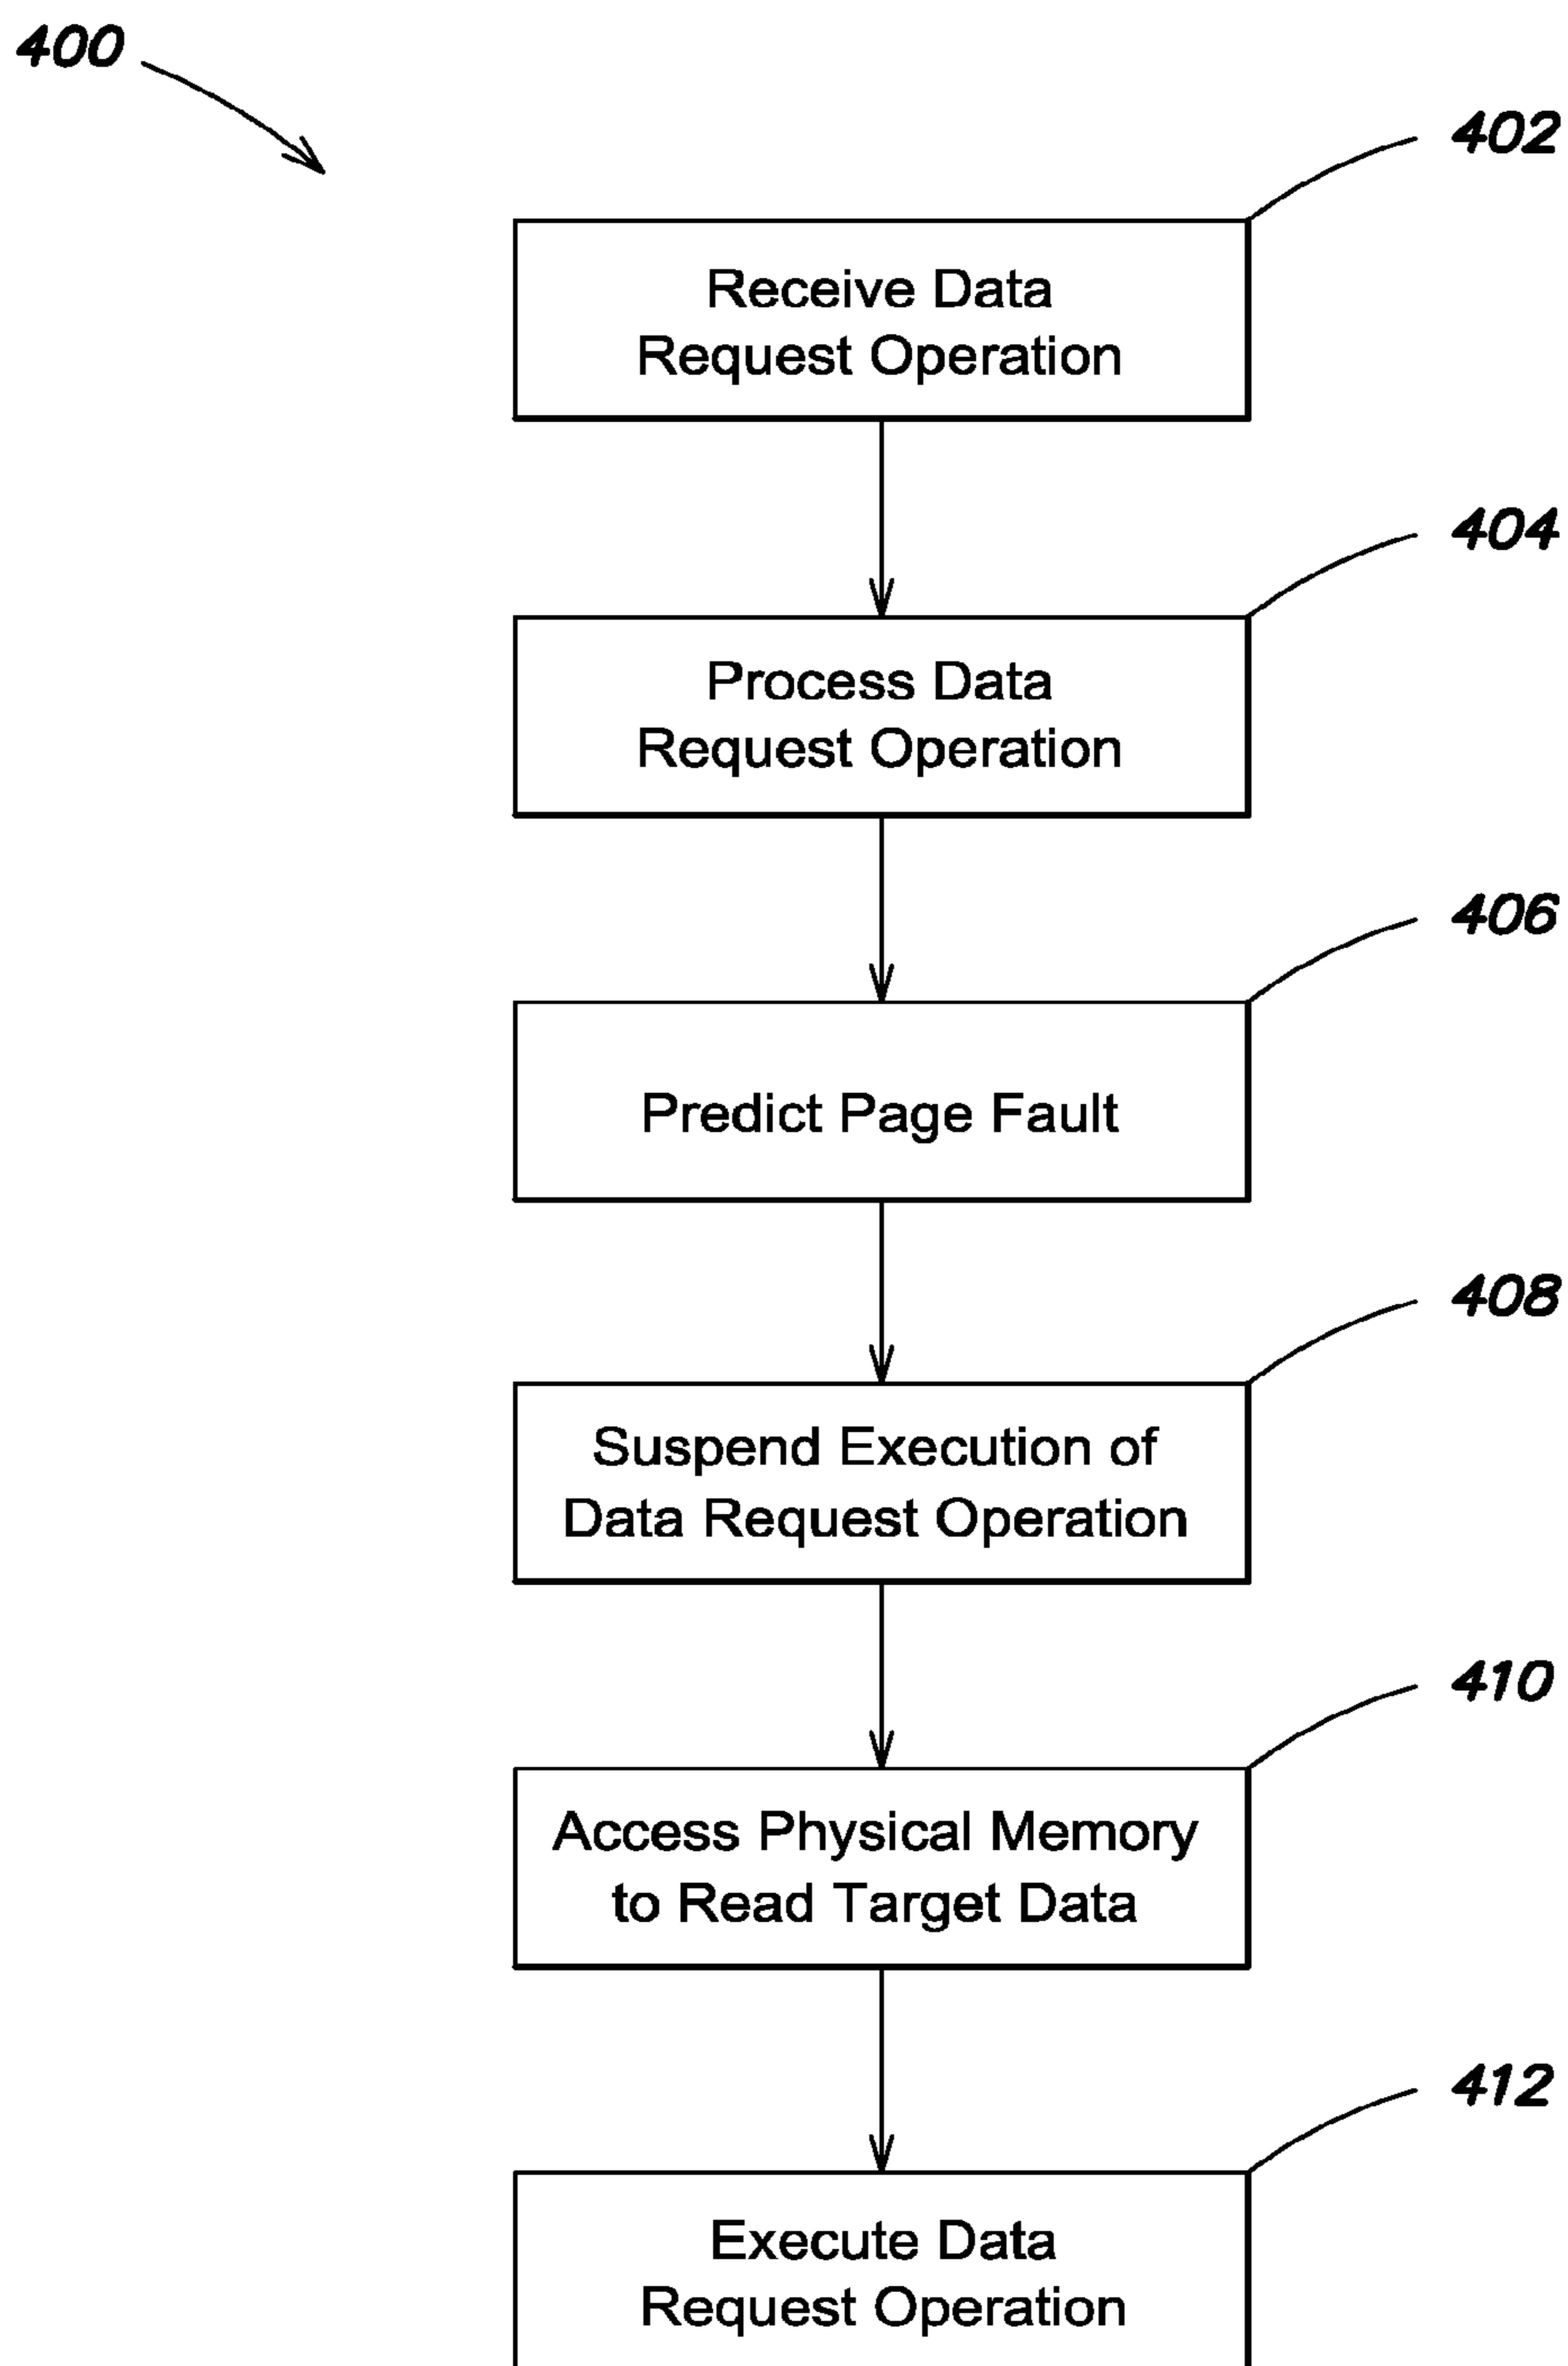 400
402
Receive Data
Request Operation
404
Process Data
Request Operation
406
Predict Page Fault
408
Suspend Execution of
Data Request Operation
410
Access Physical Memory
to Read Target Data
412
Execute Data
Request Operation